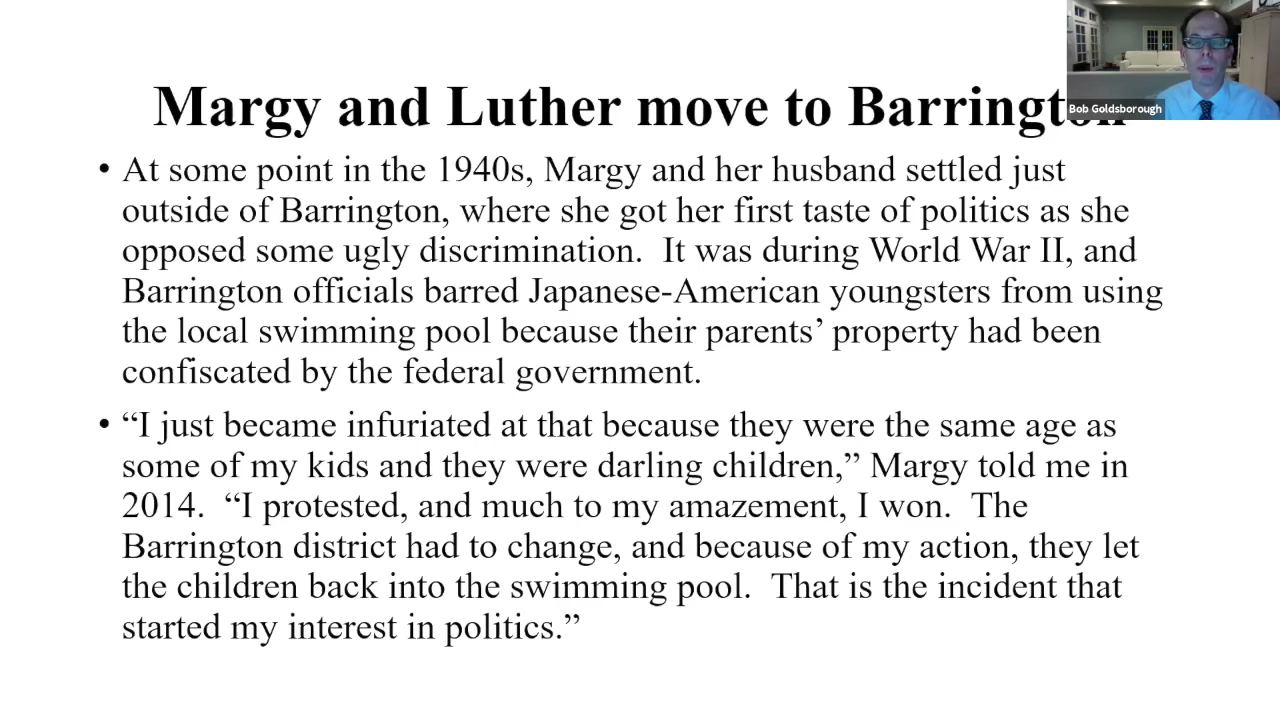 Margy and Luther move to Barrington
Bob Goldsborough
• At some point in the 1940s, Margy and her husband settled just
outside of Barrington, where she got her first taste of politics as she
opposed some ugly discrimination.  It was during World War II, and
Barrington officials barred Japanese-American youngsters from using
the local swimming pool because their parents’ property had been
confiscated by the federal government.
• “I just became infuriated at that because they were the same age as
some of my kids and they were darling children,” Margy told me in
2014.  “I protested, and much to my amazement, I won.  The
Barrington district had to change, and because of my action, they let
the children back into the swimming pool.  That is the incident that
started my interest in politics.”